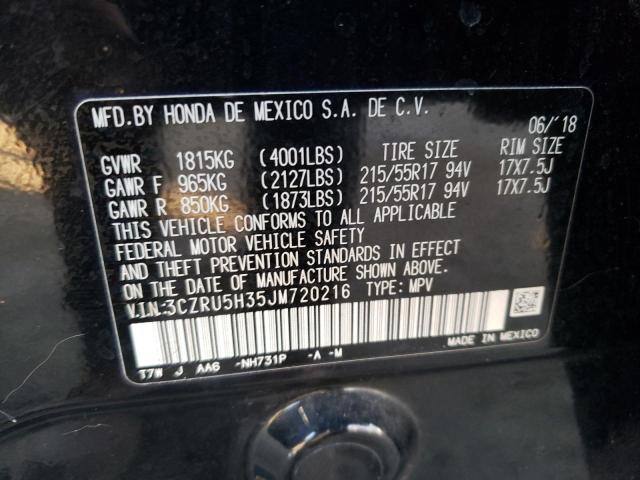 MFD.BY HONDA DE MEXICO S.A. DE C.V.
06/'18
GVWR 1815KG (4001LBS) TIRE SIZE RIM SIZE
GAWR F 965KG (2127LBS) 215/55R17 94V 17X7.5J
GAWR R 850KG (1873LBS) 215/55R17 94V 17X7.5J
THIS VEHICLE CONFORMS TO ALL APPLICABLE
FEDERAL MOTOR VEHICLE SAFETY
AND THEFT PREVENTION STANDARDS IN EFFECT
ON THE DATE OF MANUFACTURE SHOWN ABOVE.
V.I.N:3CZRU5H35JM720216 TYPE: MPV
T7W J AA6 -NH731P -A -M
MADE IN MEXICO